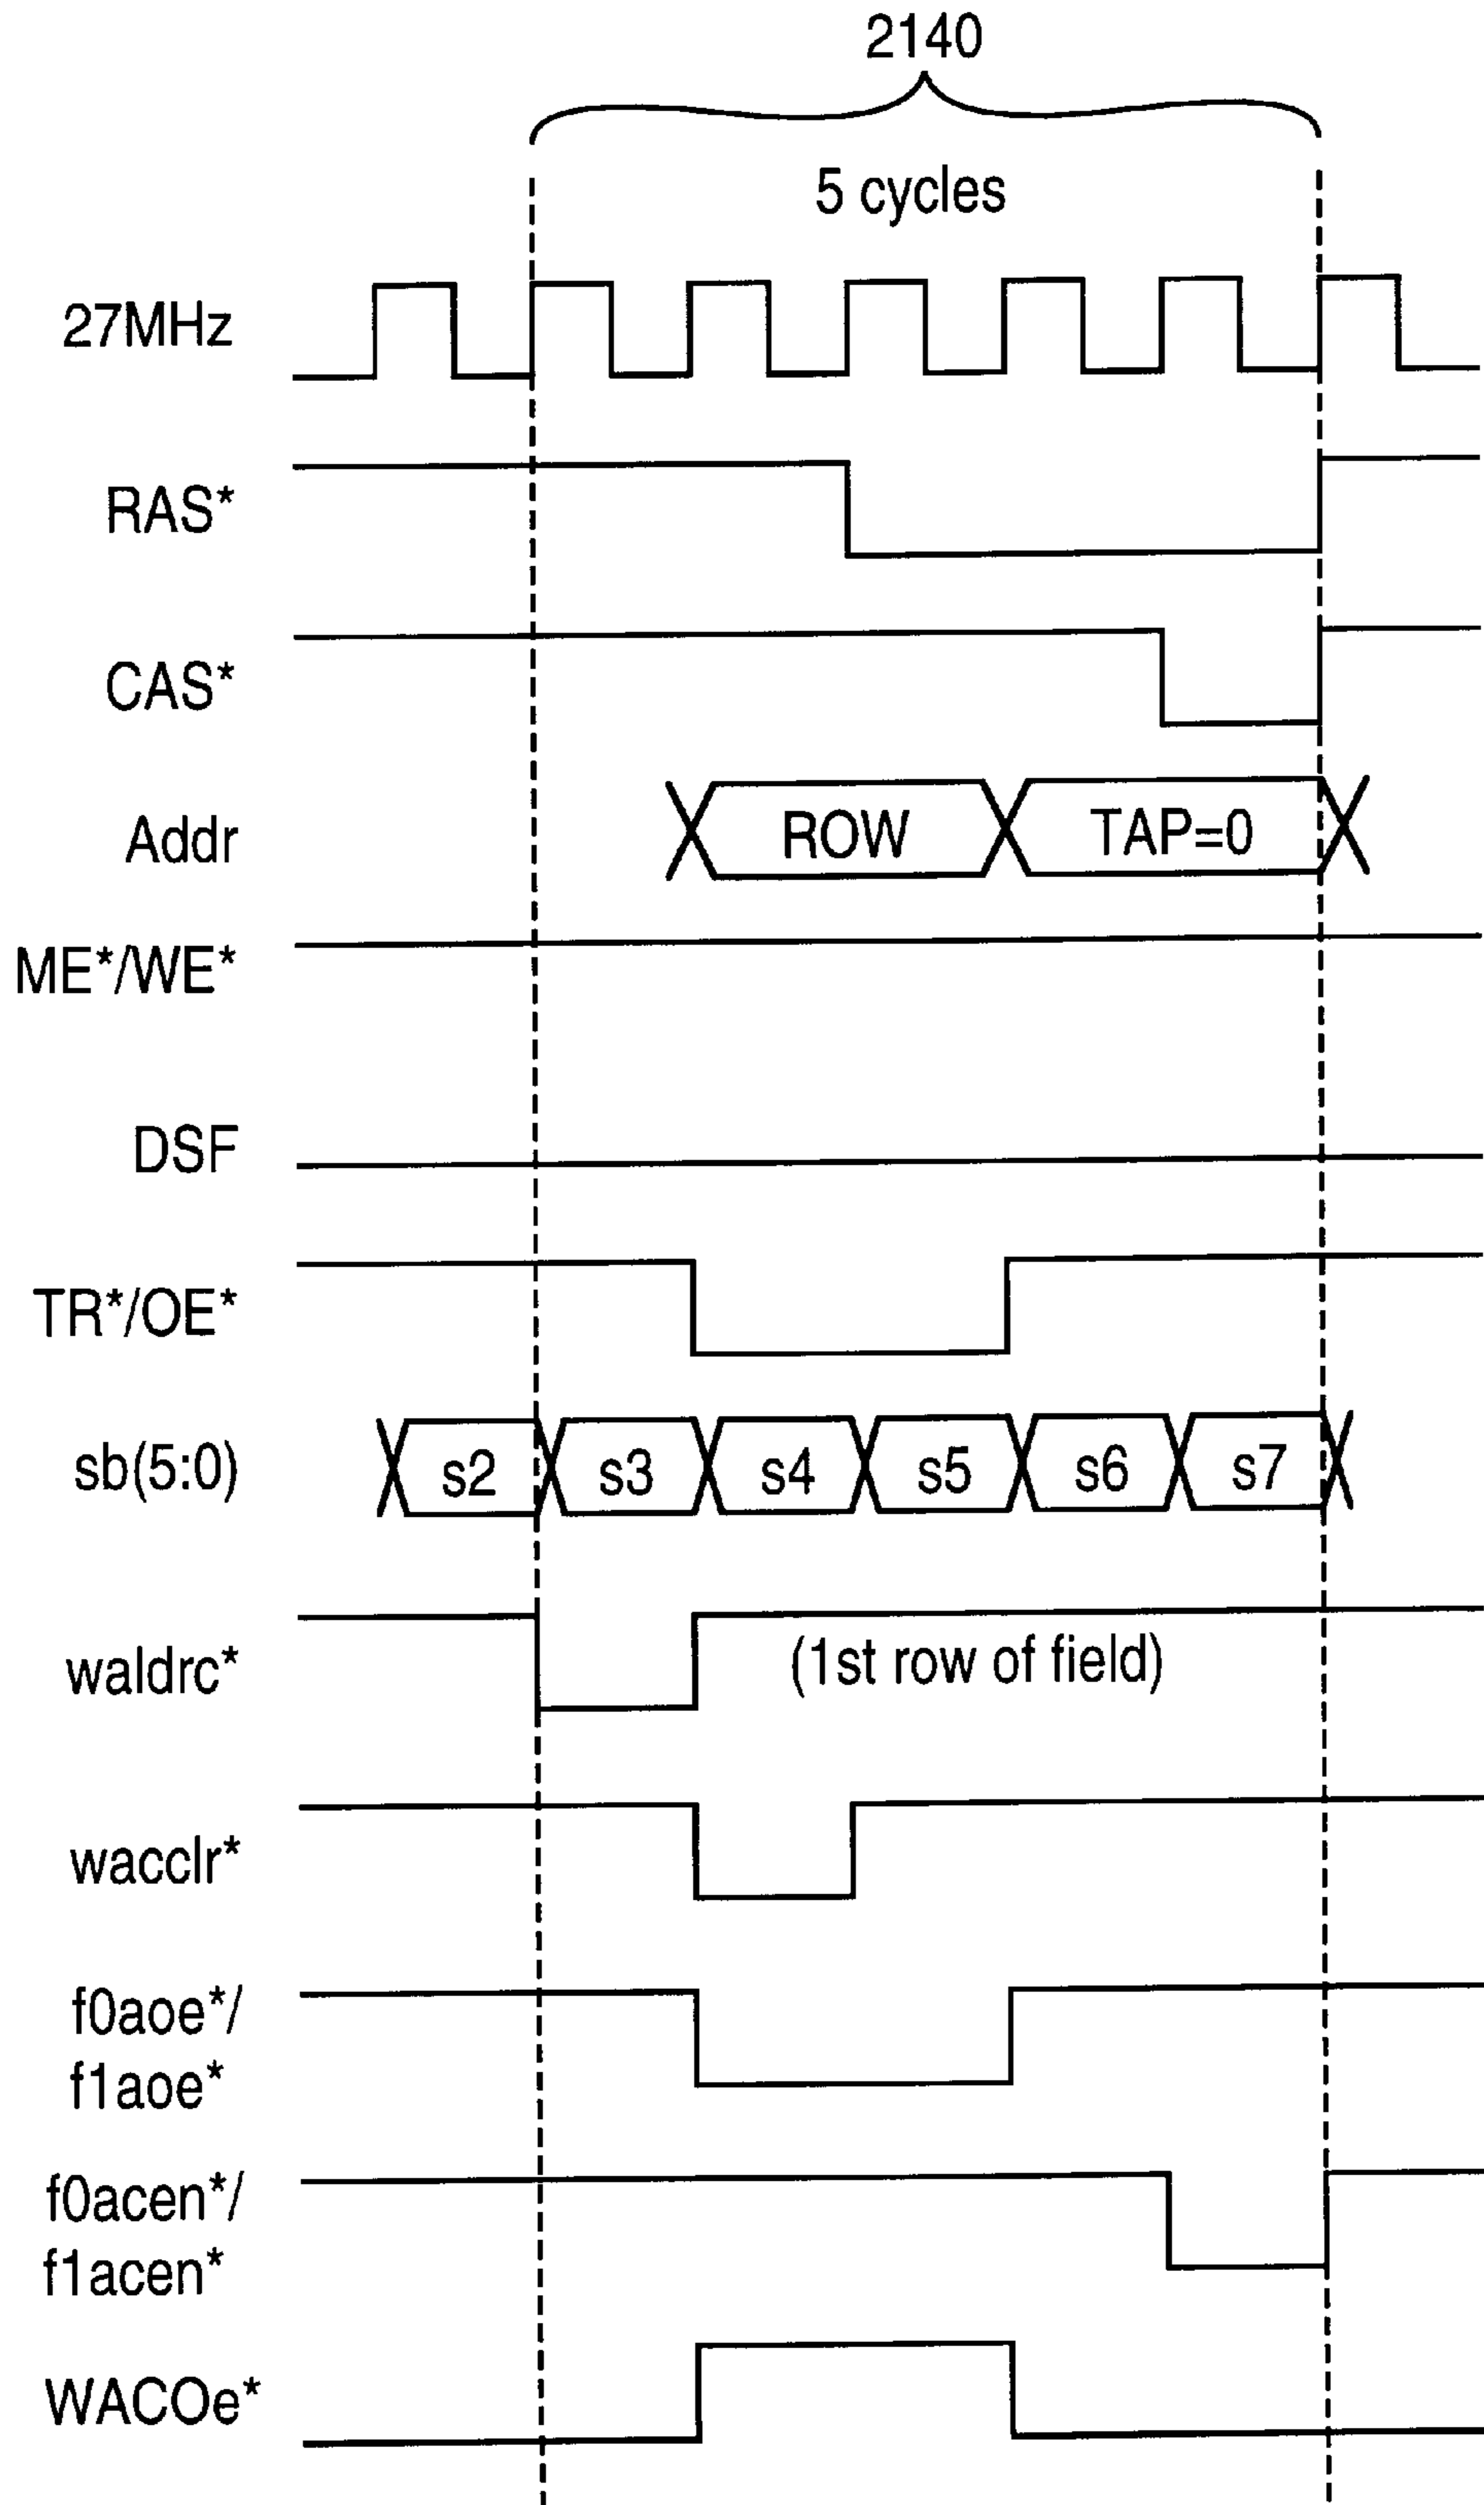 2140
5 cycles
27MHz
RAS*
CAS*
Addr
ROW
TAP=0
ME*/WE*
DSF
TR*/OE*
sb(5:0)
s2
s3
s4
s5
s6
s7
waldrc*
(1st row of field)
wacclr*
f0aoe*/
f1aoe*
f0acen*/
f1acen*
WACOe*